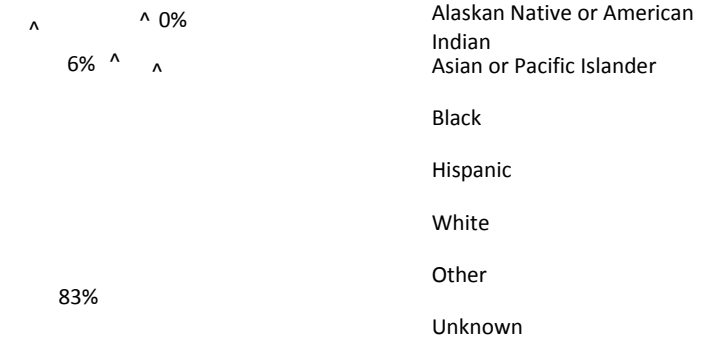 ^
^ 0%
6% ^
^
83%
Alaskan Native or American
Indian
Asian or Pacific Islander
Black
Hispanic
White
Other
Unknown